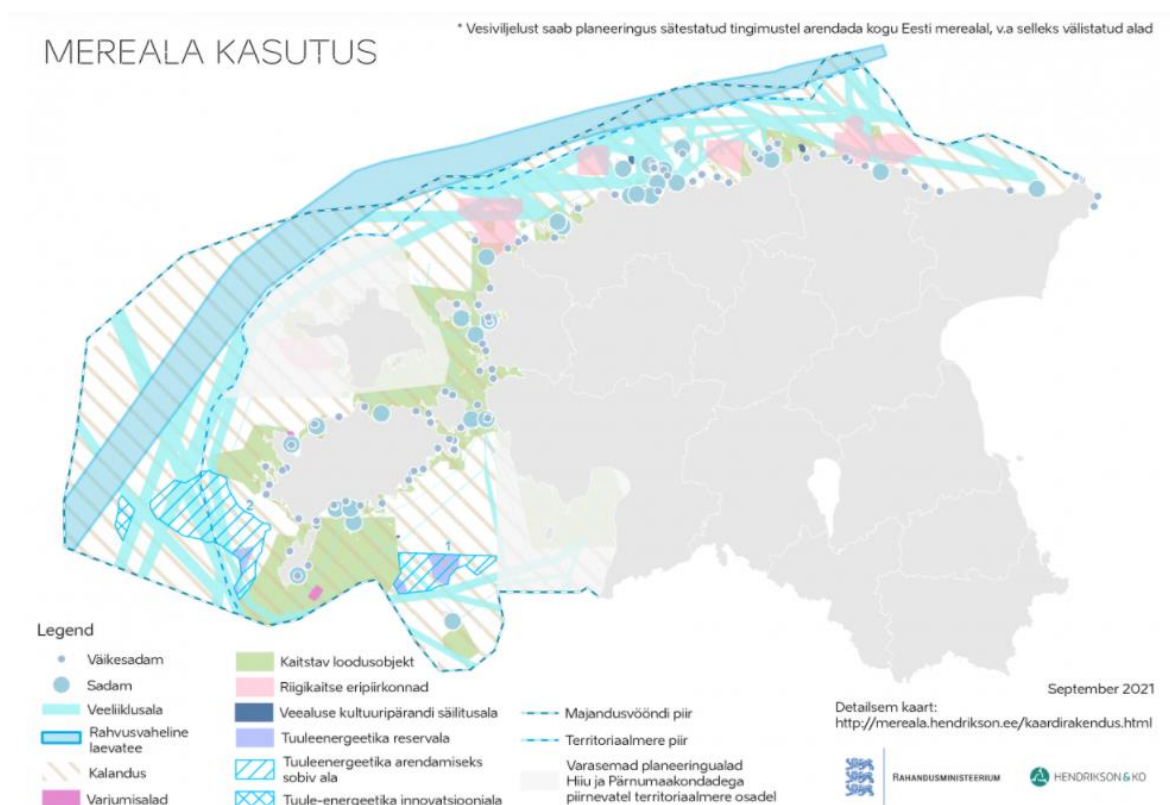 * Vesiviljelust saab planeeringus sätestatud tingimustel arendada kogu Eesti merealal, v.a selleks välistatud alad
MEREALA KASUTUS
2
1
Legend
Väikesadam
Sadam
Veeliiklusala
Rahvusvaheline
laevatee
Kalandus
Varjumisalad
Kaitstav loodusobjekt
Riigikaitse eripiirkonnad
Veealuse kultuuripärandi säilitusala
Tuuleenergeetika reservala
Tuuleenergeetika arendamiseks
sobiv ala
Tuule-energeetika innovatsiooniala
Majandusvööndi piir
Territoriaalmere piir
Varasemad planeeringualad
Hiiu ja Pärnumaakondadega
piirnevatel territoriaalmere osadel
September 2021
Detailsem kaart:
http://mereala.hendrikson.ee/kaardirakendus.html
RAHANDUSMINISTEERIUM
HENDRIKSON & KO